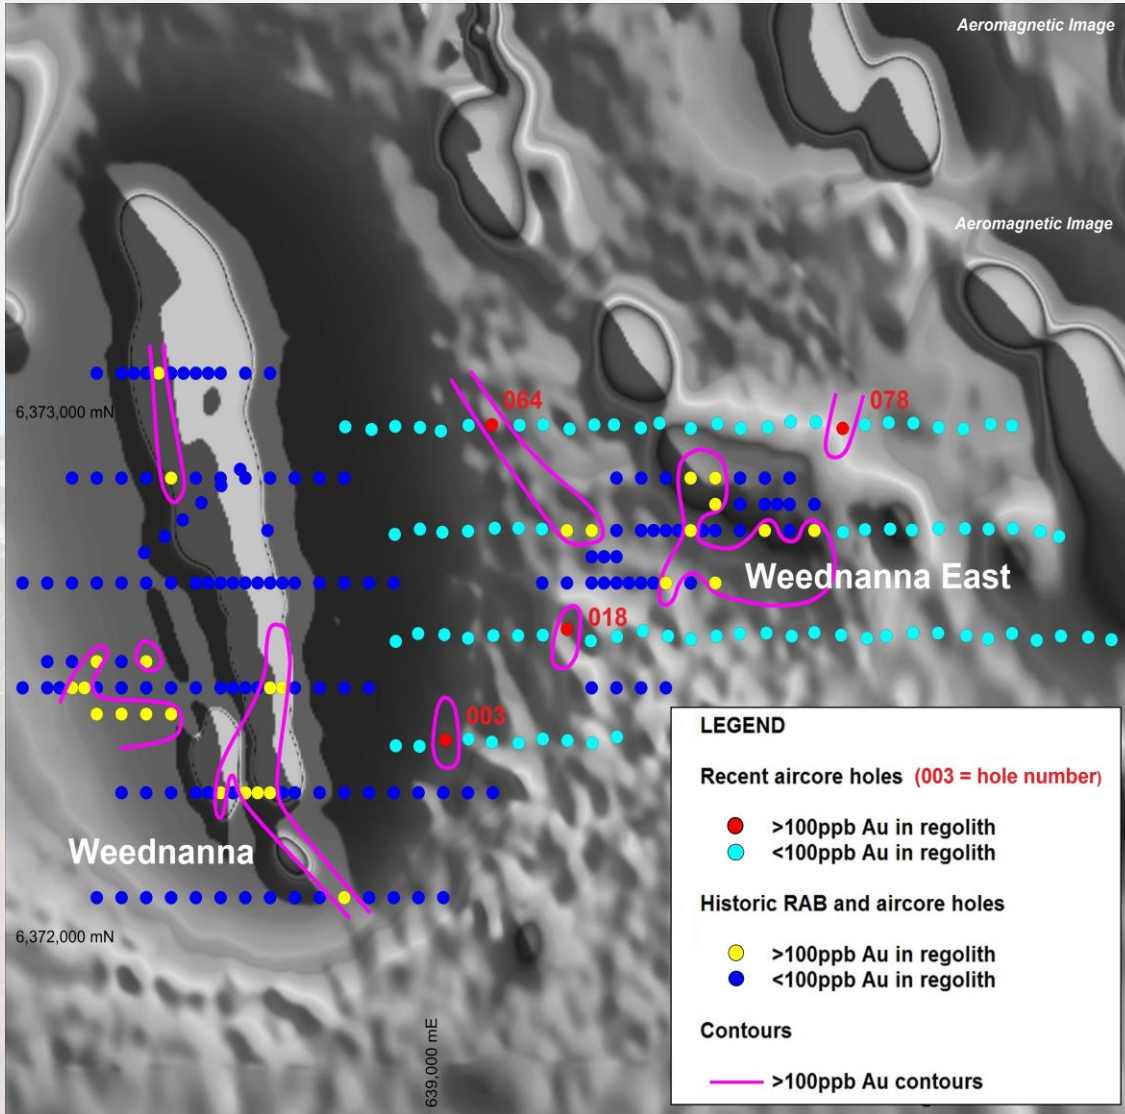 Aeromagnetic Image
Aeromagnetic Image
6,373,000 mN
064
078
Weednanna East
018
003
Weednanna
6,372,000 mN
639,000 mE
LEGEND
Recent aircore holes (003 = hole number)
>100ppb Au in regolith
<100ppb Au in regolith
Historic RAB and aircore holes
>100ppb Au in regolith
<100ppb Au in regolith
Contours
>100ppb Au contours